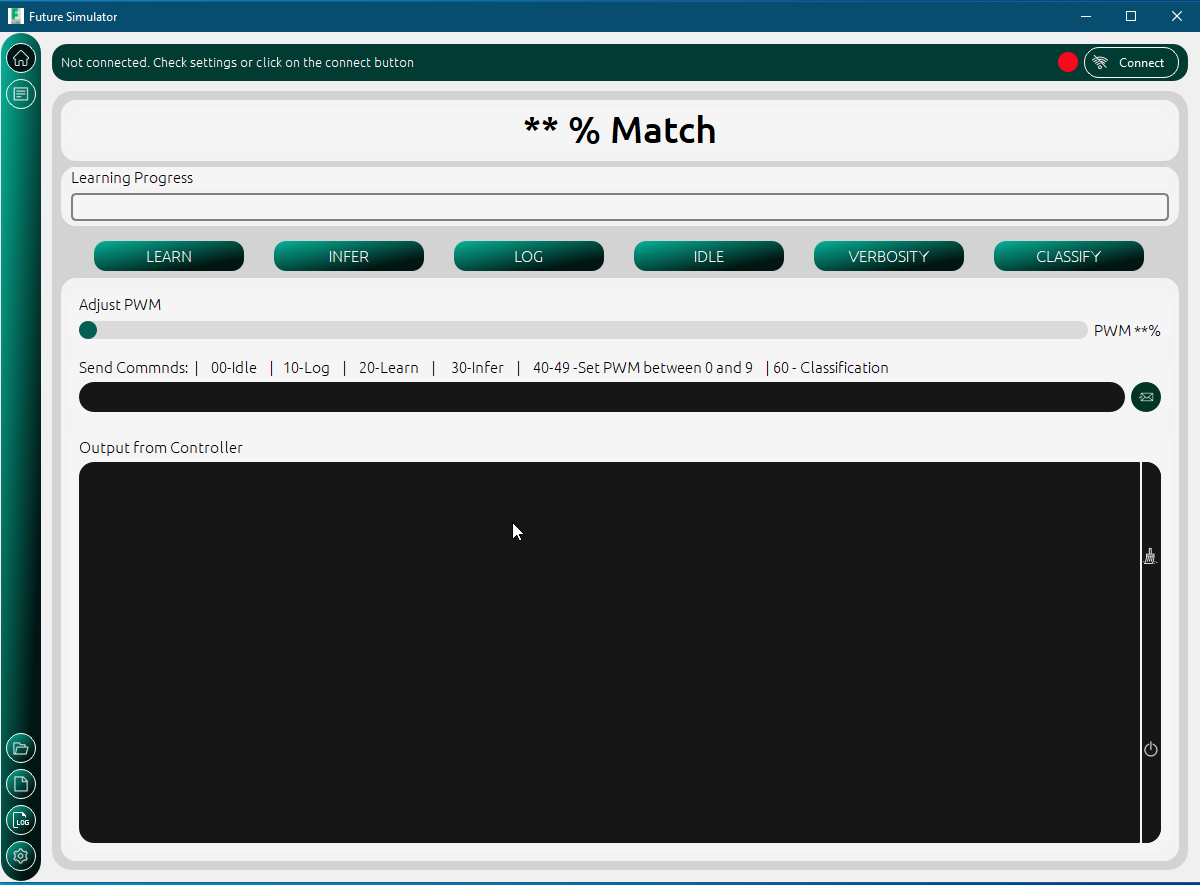 Future Simulator
Not connected. Check settings or click on the connect button
Connect
** % Match
Learning Progress
LEARN
INFER
LOG
IDLE
VERBOSITY
CLASSIFY
Adjust PWM
PWM **%
Send Commnds: | 00-Idle | 10-Log | 20-Learn | 30-Infer | 40-49 -Set PWM between 0 and 9 | 60 - Classification
Output from Controller
LOG